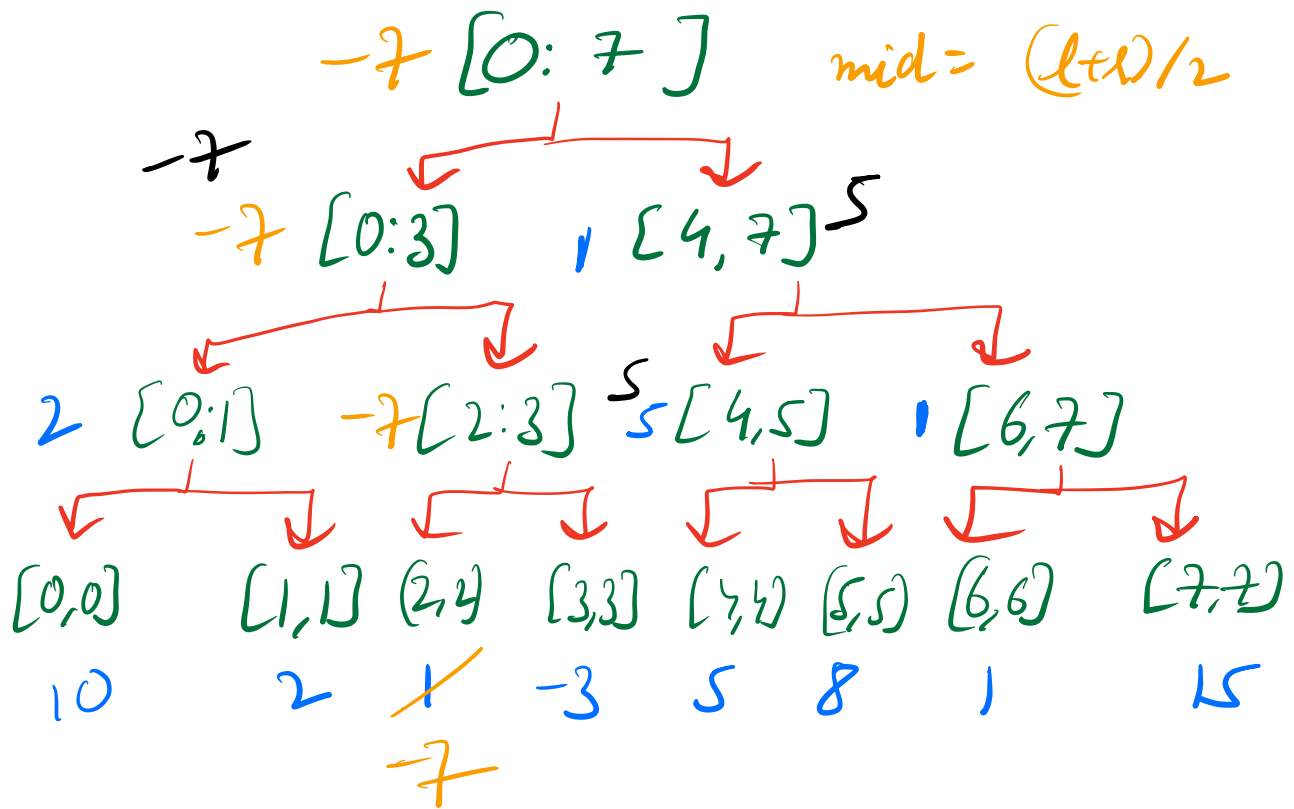 -7 [0: 7 ] mid = (l+r)/2
-7
-7 [0:3] 1 [4,7] 5
5
2 [0:1] -7 [2:3] 5 [4,5] 1 [6,7]
[0,0] [1,1] [2,2] [3,3] [4,4] [5,5] [6,6] [7,7]
10 2 1 -3 5 8 1 15
-7